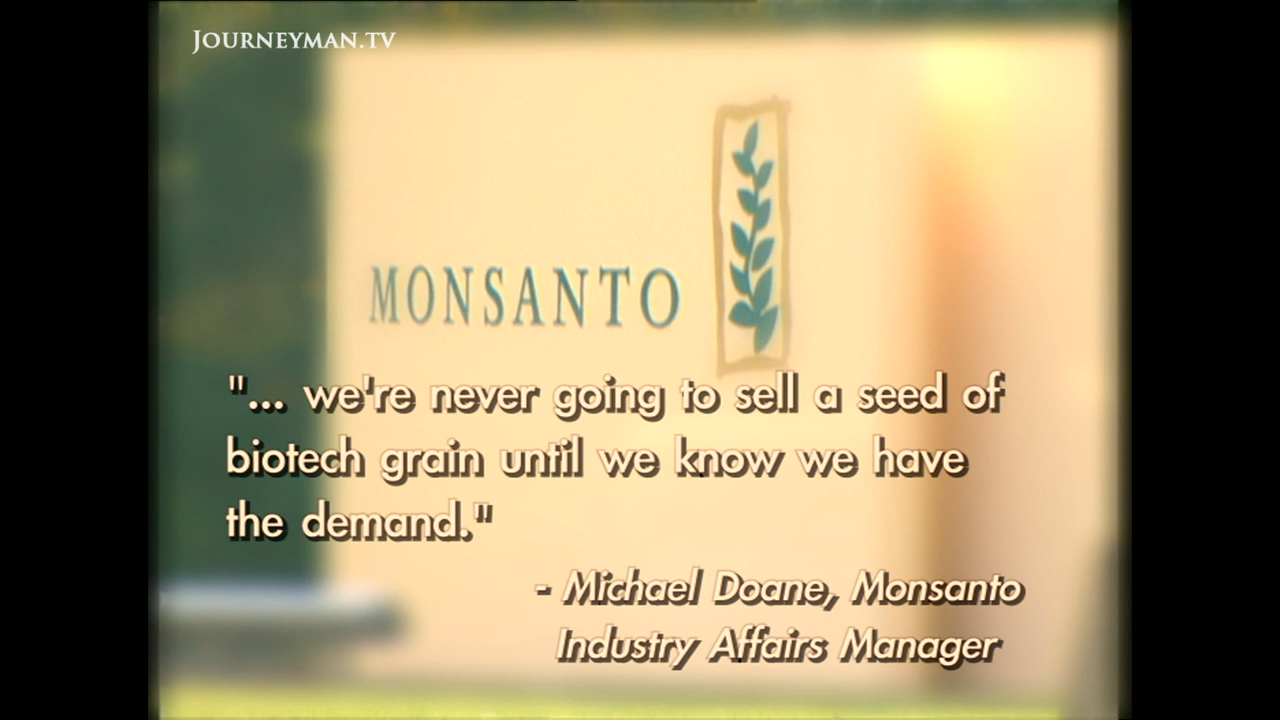 JOURNEYMAN.TV
MONSANTO
"... we're never going to sell a seed of
biotech grain until we know we have
the demand."
- Michael Doane, Monsanto
Industry Affairs Manager